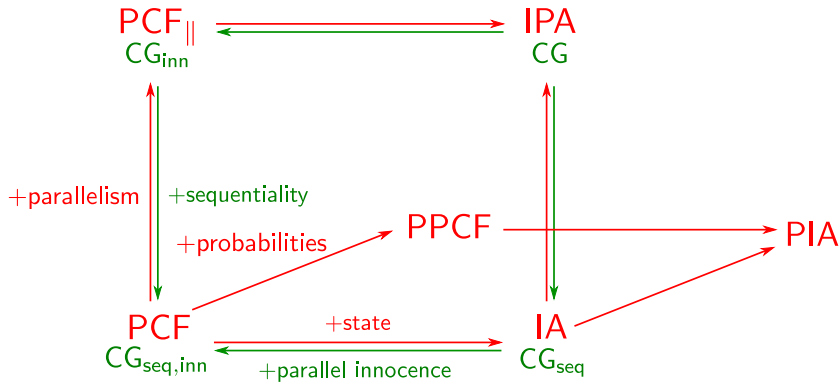 PCF|| IPA
CGinn CG
+parallelism +sequentiality
PPCF
+probabilities PIA
PCF +state IA
CGseq,inn +parallel innocence CGseq